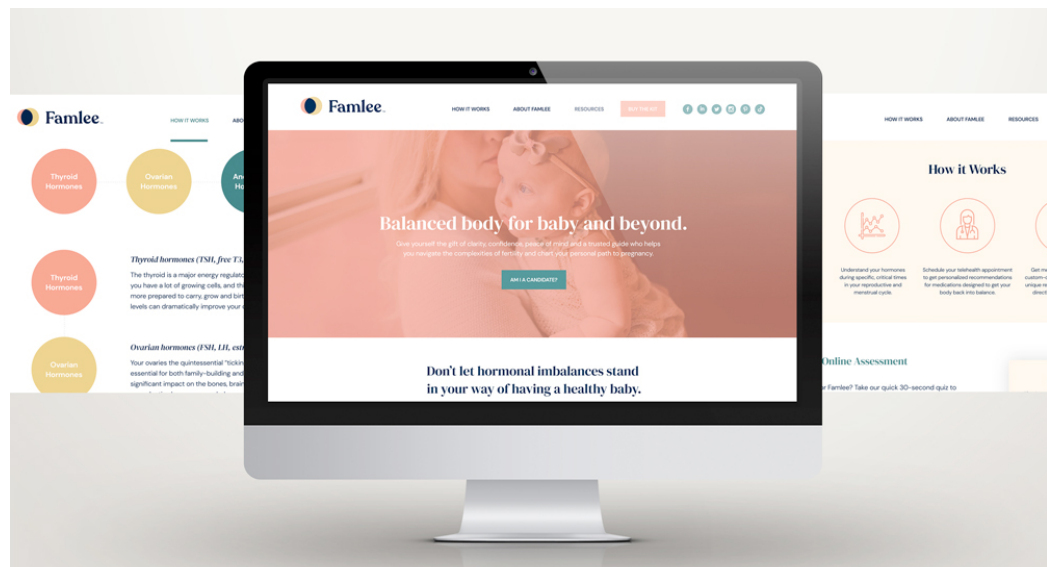 Famlee
HOW IT WORKS
Thyroid
Hormones
Ovarian
Hormones
Thyroid
Hormones
Thyroid hormones (TSH, free T3,
The thyroid is a major energy
you have a lot of growing cells, and
more prepared to carry, grow and
levels can dramatically improve your
Ovarian
Hormones
Ovarian hormones (FSH, LH,
Your ovaries the quintessential
essential for both family-building and
significant impact on the bones,
Famlee
HOW IT WORKS
ABOUT FAMLEE
RESOURCES
BUY THE KIT
Balanced body for baby and beyond.
Give yourself the gift of clarity, confidence, peace of mind and a trusted guide who helps
you navigate the complexities of fertility and chart your personal path to pregnancy.
AM I A CANDIDATE?
Don't let hormonal imbalances stand
in your way of having a healthy baby.
HOW IT WORKS
ABOUT FAMLEE
RESOURCES
How it Works
Understand your hormones
during specific, critical times
in your reproductive and
menstrual cycle.
Schedule your telehealth appointment
to get personalized recommendations
for medications designed to get your
body back into balance.
Online Assessment
Famlee? Take our quick 30-second quiz to